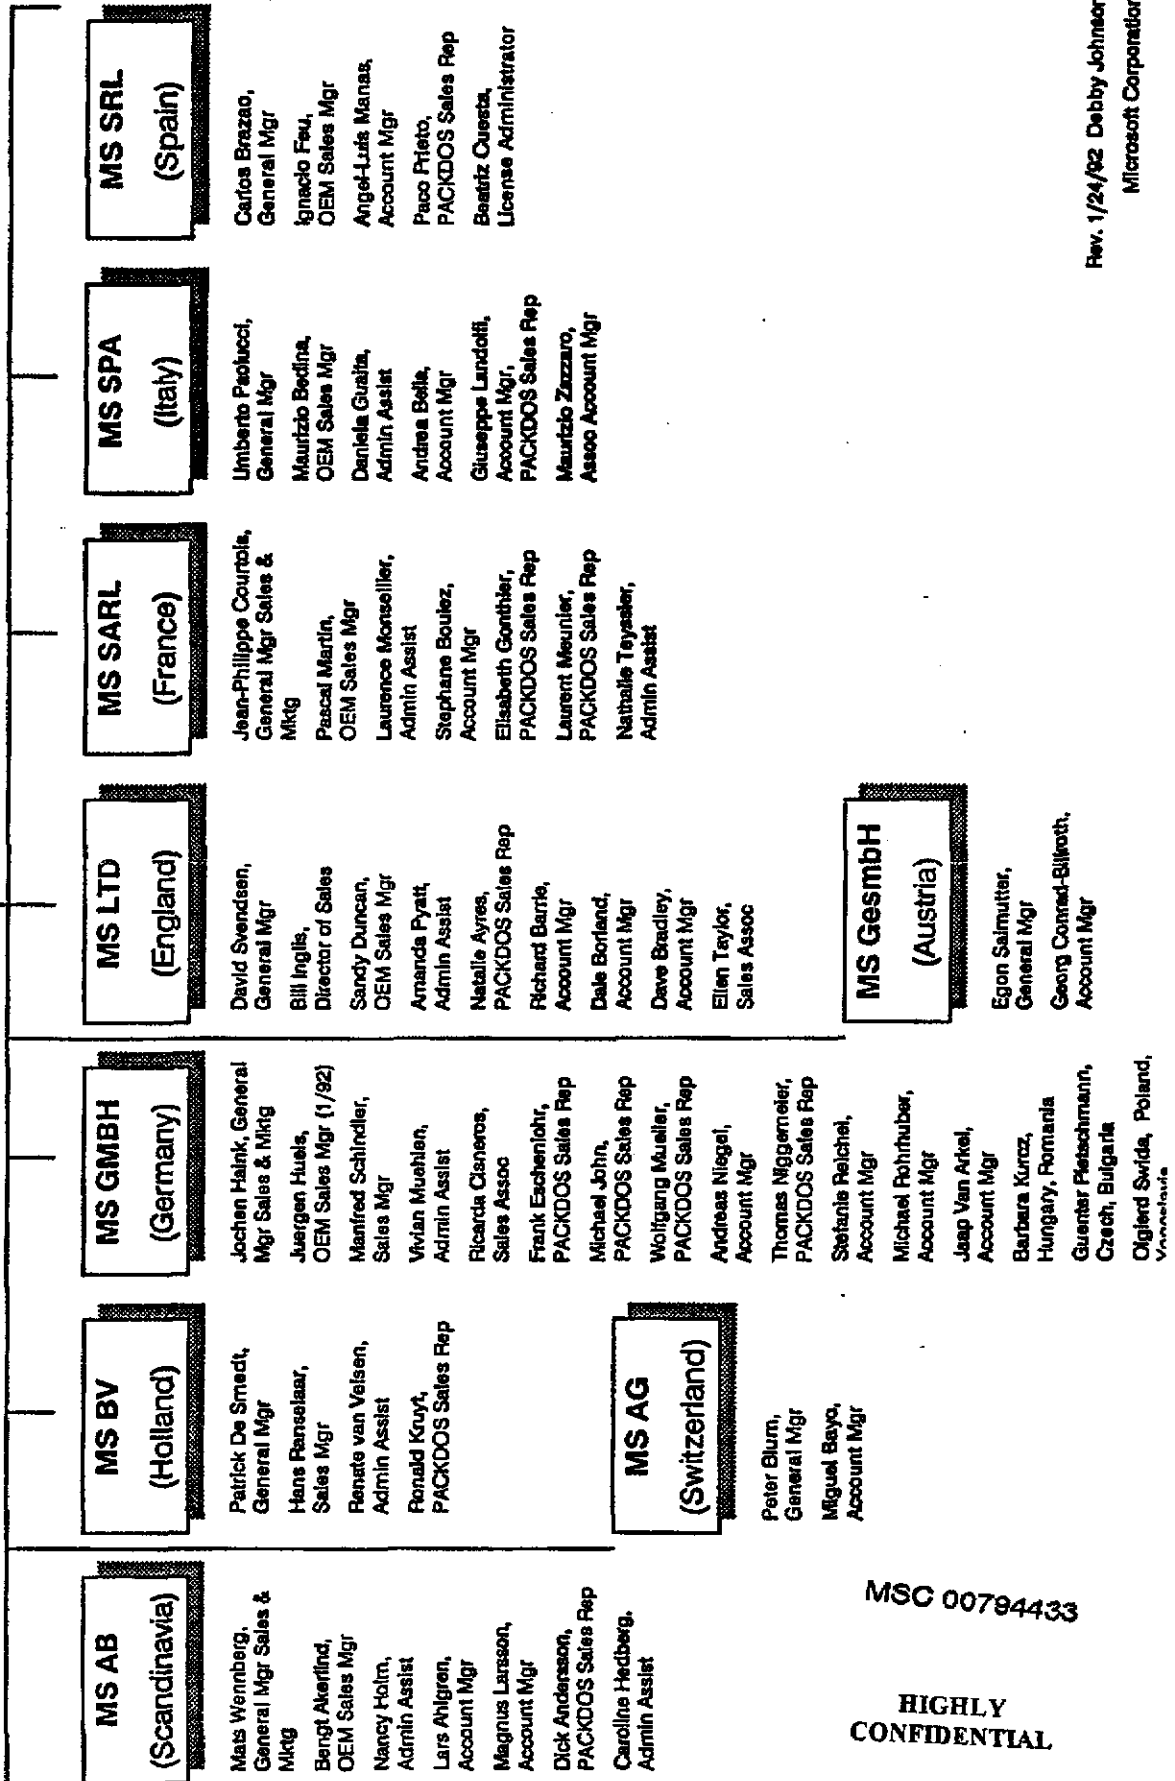 MS AB
(Scandinavia)
Mats Wennberg,
General Mgr Sales &
Mktg
Bengt Akerlind,
OEM Sales Mgr
Nancy Holm,
Admin Assist
Lars Ahlgren,
Account Mgr
Magnus Larsson,
Account Mgr
Dick Andersson,
PACKDOS Sales Rep
Caroline Hedberg,
Admin Assist
MS BV
(Holland)
Patrick De Smedt,
General Mgr
Hans Ranselaar,
Sales Mgr
Renate van Velsen,
Admin Assist
Ronald Kruyt,
PACKDOS Sales Rep
MS AG
(Switzerland)
Peter Blum,
General Mgr
Miguel Bayo,
Account Mgr
MS GMBH
(Germany)
Jochen Haink, General
Mgr Sales & Mktg
Juergen Huels,
OEM Sales Mgr (1/92)
Manfred Schindler,
Sales Mgr
Vivian Muehlen,
Admin Assist
Ricarda Cisneros,
Sales Assoc
Frank Eschenlohr,
PACKDOS Sales Rep
Michael John,
PACKDOS Sales Rep
Wolfgang Mueller,
PACKDOS Sales Rep
Andreas Niegel,
Account Mgr
Thomas Niggemeier,
PACKDOS Sales Rep
Stefanie Reichel,
Account Mgr
Michael Rohrhuber,
Account Mgr
Jaap Van Arkel,
Account Mgr
Barbara Kurcz,
Hungary, Romania
Guenter Pletschmann,
Czech, Bulgaria
Olgierd Swida, Poland,
MS LTD
(England)
David Svendsen,
General Mgr
Bill Inglis,
Director of Sales
Sandy Duncan,
OEM Sales Mgr
Amanda Pyatt,
Admin Assist
Natalie Ayres,
PACKDOS Sales Rep
Richard Barrie,
Account Mgr
Dale Borland,
Account Mgr
Dave Bradley,
Account Mgr
Ellen Taylor,
Sales Assoc
MS GesmbH
(Austria)
Egon Salmutter,
General Mgr
Georg Conrad-Billroth,
Account Mgr
MS SARL
(France)
Jean-Philippe Courtois,
General Mgr Sales &
Mktg
Pascal Martin,
OEM Sales Mgr
Laurence Monseillier,
Admin Assist
Stephane Boulez,
Account Mgr
Elisabeth Gonthier,
PACKDOS Sales Rep
Laurent Meunier,
PACKDOS Sales Rep
Nathalie Teyssier,
Admin Assist
MS SPA
(Italy)
Umberto Paolucci,
General Mgr
Maurizio Bedina,
OEM Sales Mgr
Daniela Guaita,
Admin Assist
Andrea Bella,
Account Mgr
Giuseppe Landolfi,
Account Mgr,
PACKDOS Sales Rep
Maurizio Zazzaro,
Assoc Account Mgr
MS SRL
(Spain)
Carlos Brazao,
General Mgr
Ignacio Feu,
OEM Sales Mgr
Angel-Luis Manas,
Account Mgr
Paco Prieto,
PACKDOS Sales Rep
Beatriz Cuesta,
License Administrator
Rev. 1/24/92 Debby Johnson
Microsoft Corporation
MSC 00794433
HIGHLY
CONFIDENTIAL